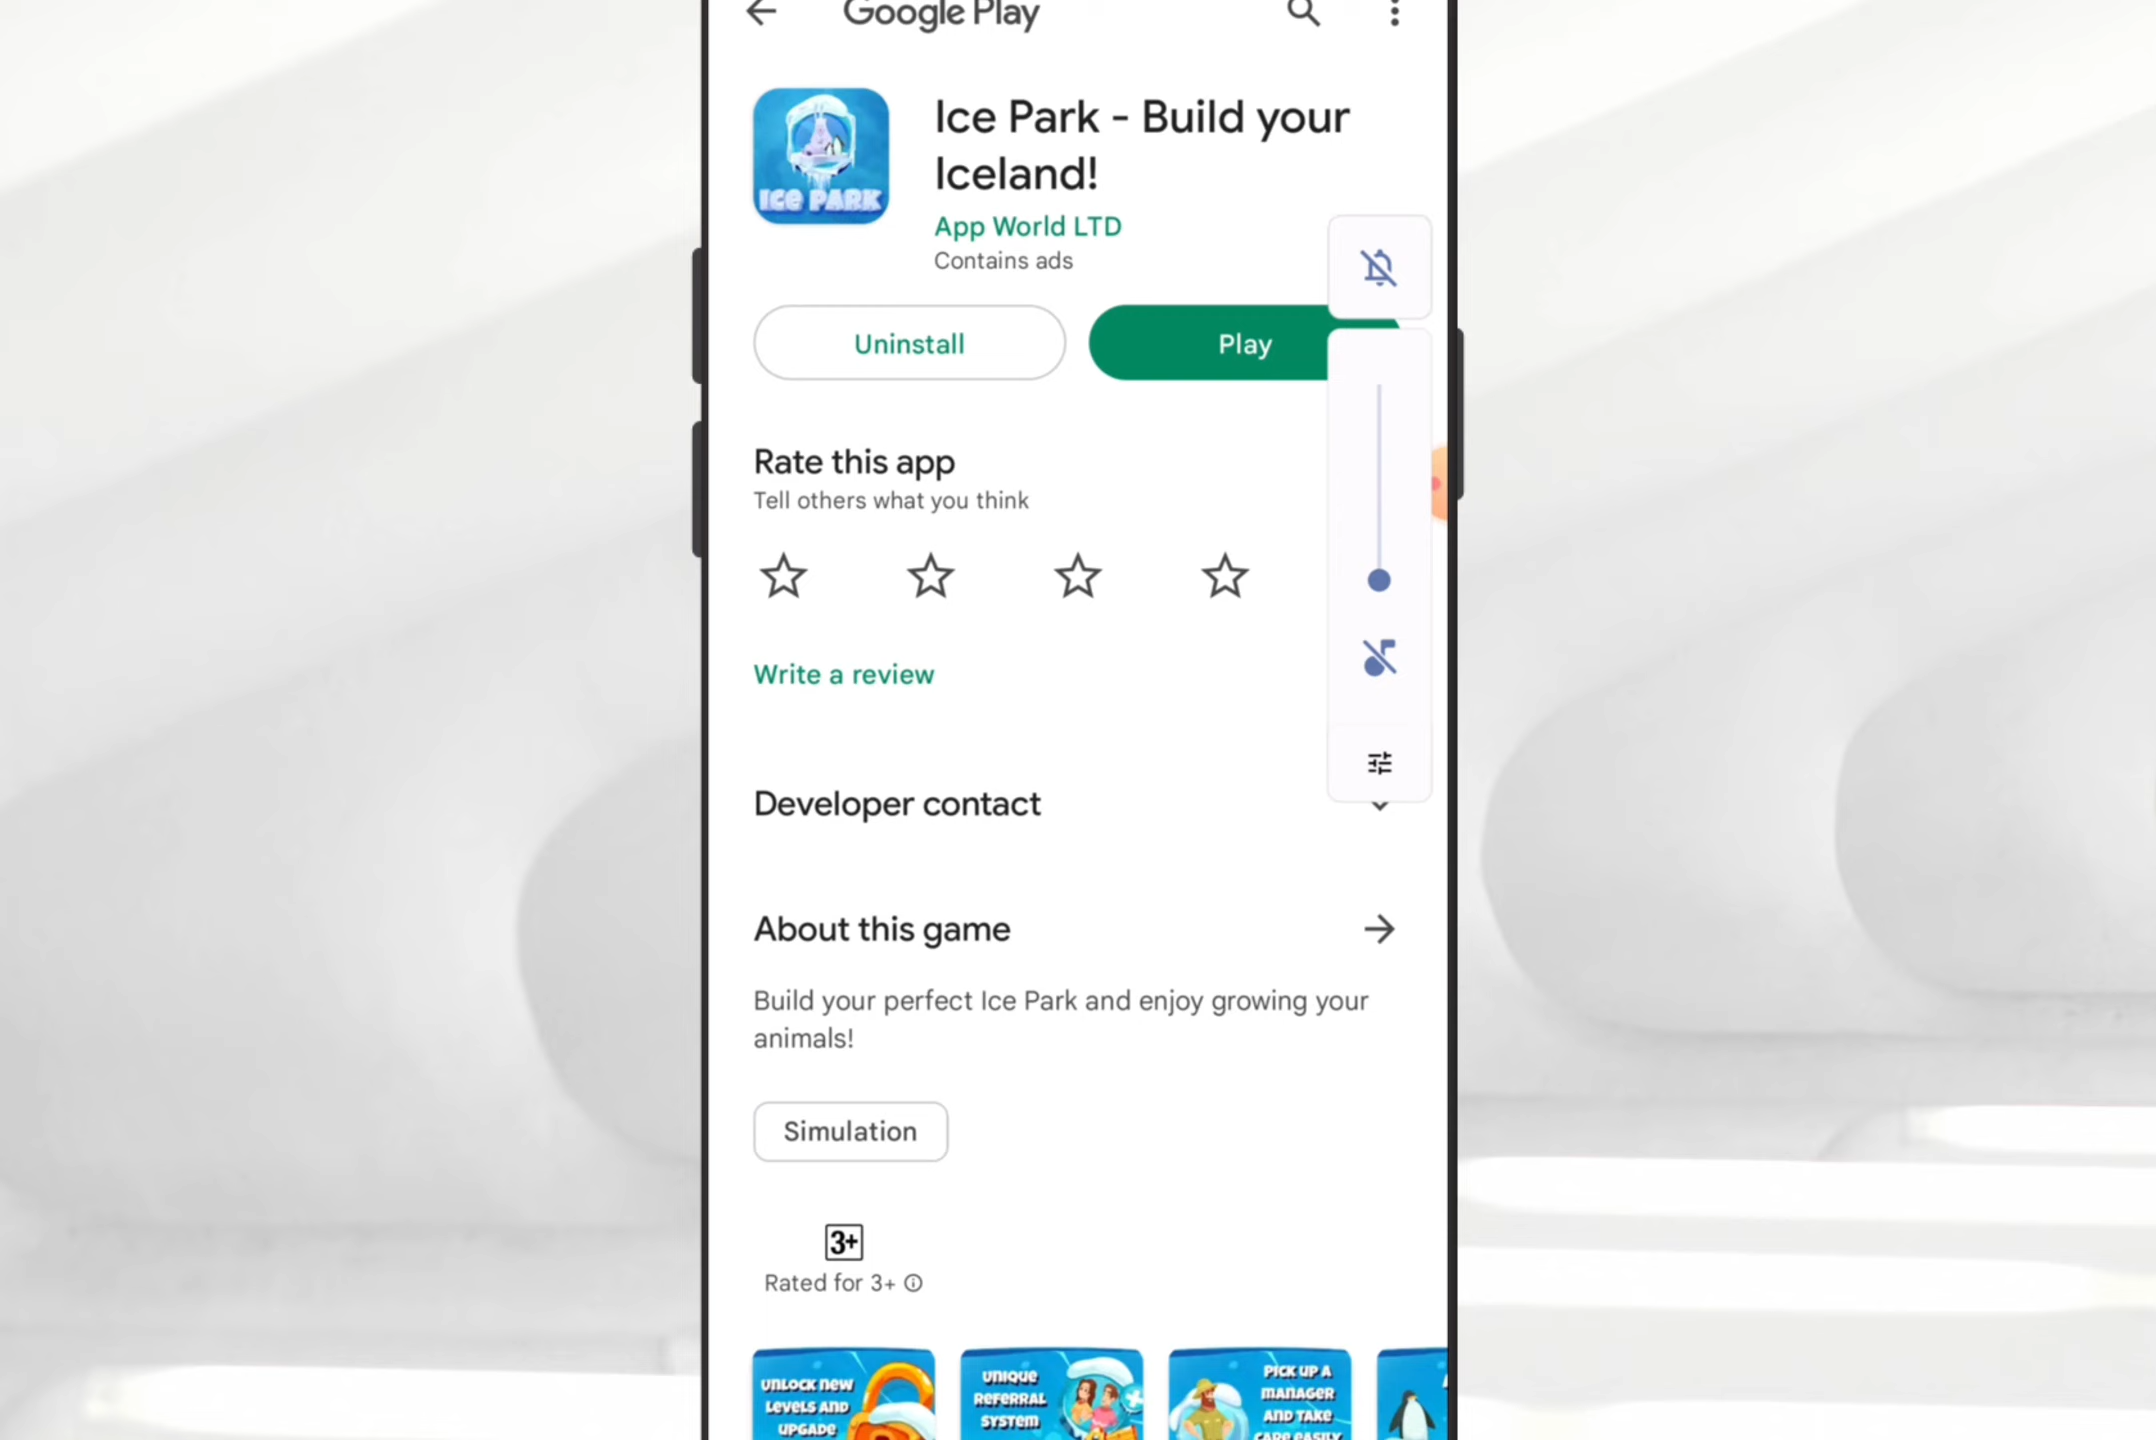 Google Play
Ice Park - Build your
Iceland!
ICE PARK
App World LTD
Contains ads
Uninstall
Play
Rate this app
Tell others what you think
Write a review
Developer contact
About this game
Build your perfect Ice Park and enjoy growing your
animals!
Simulation
3+
Rated for 3+
UNLOCK NEW
LEVELS AND
UPGADE
UNIQUE
REFERRAL
SYSTEM
PICK UP A
MANAGER
AND TAKE
CARE EASILY